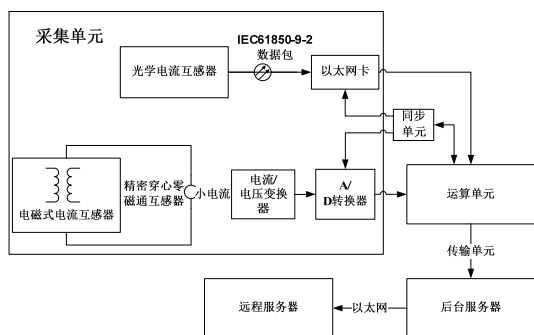 采集单元
IEC61850-9-2
数据包
光学电流互感器
以太网卡
同步
单元
电磁式电流互感器
精密穿心零
磁通互感器
小电流
电流/
电压变换
器
A/
D转换器
运算单元
传输单元
远程服务器
以太网
后台服务器